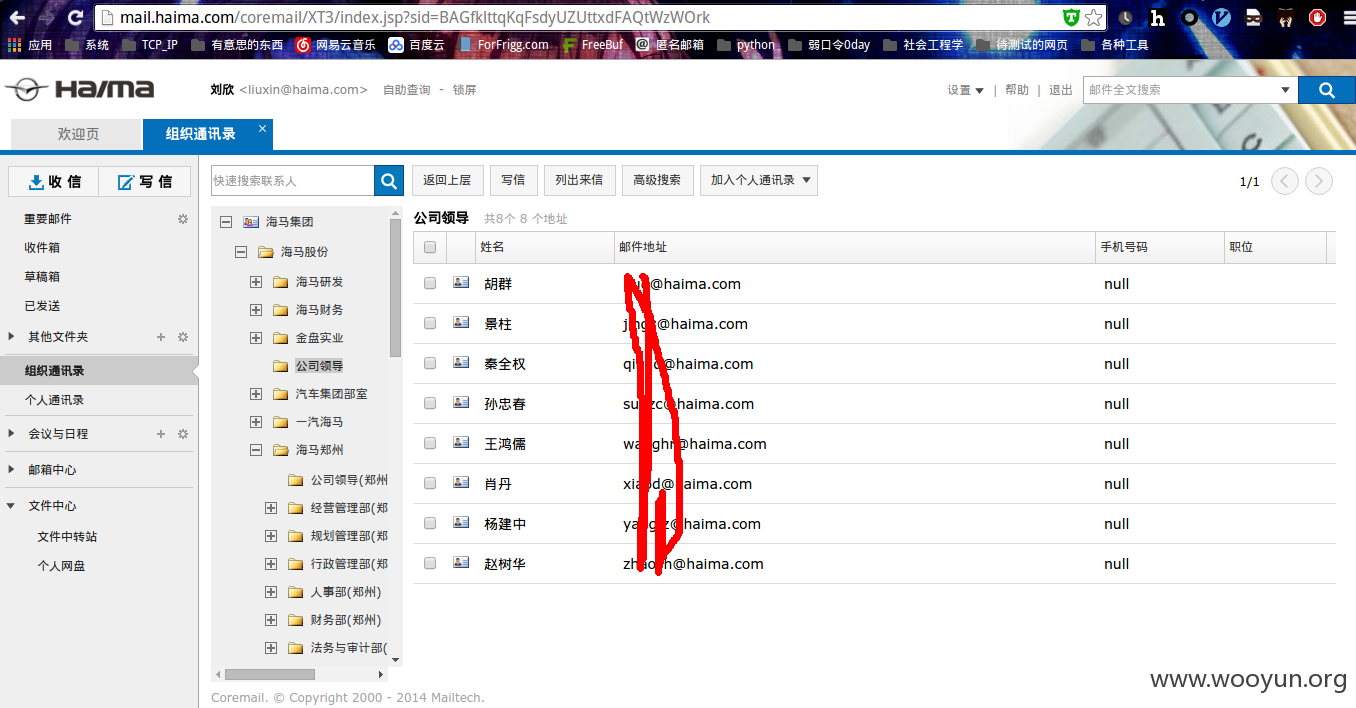 mail.haima.com/coremail/XT3/index.jsp?sid=BAGfkIttqKqFsdyUZUttxdFAQtWzWOrk
应用 系统 TCP_IP 有意思的东西 网易云音乐 百度云 ForFrigg.com FreeBuf 匿名邮箱 python 弱口令0day 社会工程学 待测试的网页 各种工具
HAIMA 刘欣 <liuxin@haima.com> 自助查询 - 锁屏 设置 | 帮助 | 退出 邮件全文搜索
欢迎页 组织通讯录
收信 写信
重要邮件
收件箱
草稿箱
已发送
其他文件夹
组织通讯录
个人通讯录
会议与日程
邮箱中心
文件中心
文件中转站
个人网盘
快速搜索联系人
海马集团
海马股份
海马研发
海马财务
金盘实业
公司领导
汽车集团部室
一汽海马
海马郑州
公司领导(郑州
经营管理部(郑
规划管理部(郑
行政管理部(郑
人事部(郑州)
财务部(郑州)
法务与审计部(
返回上层 写信 列出来信 高级搜索 加入个人通讯录 1/1
公司领导 共8个 8 个地址
姓名 邮件地址 手机号码 职位
胡群 @haima.com null
景柱 @haima.com null
秦全权 @haima.com null
孙忠春 @haima.com null
王鸿儒 @haima.com null
肖丹 @haima.com null
杨建中 @haima.com null
赵树华 @haima.com null
Coremail. © Copyright 2000 - 2014 Mailtech.
www.wooyun.org